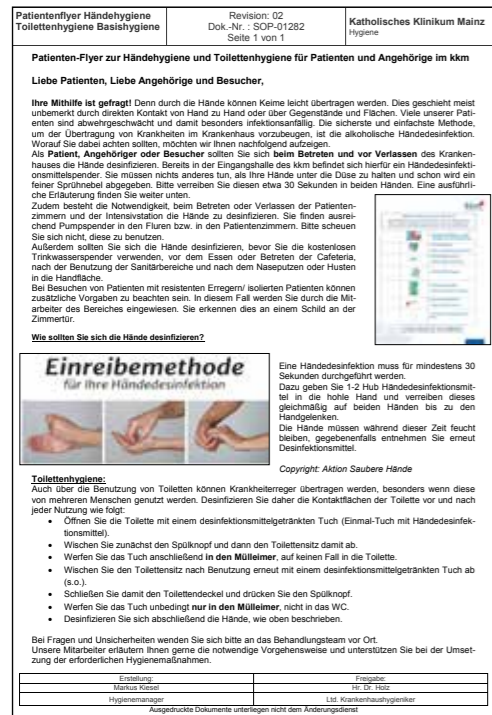 Patientenflyer Händehygiene
Toilettenhygiene Basishygiene
Revision: 02
Dok.-Nr. : SOP-01282
Seite 1 von 1
Katholisches Klinikum Mainz
Hygiene
Patienten-Flyer zur Händehygiene und Toilettenhygiene für Patienten und Angehörige im kkm
Liebe Patienten, Liebe Angehörige und Besucher,
Ihre Mithilfe ist gefragt! Denn durch die Hände können Keime leicht übertragen werden. Dies geschieht meist
unbemerkt durch direkten Kontakt von Hand zu Hand oder über Gegenstände und Flächen. Viele unserer Pati-
enten sind abwehrgeschwächt und damit besonders infektionsanfällig. Die sicherste und einfachste Methode,
um der Übertragung von Krankheiten im Krankenhaus vorzubeugen, ist die alkoholische Händedesinfektion.
Worauf Sie dabei achten sollten, möchten wir Ihnen nachfolgend aufzeigen.
Als Patient, Angehöriger oder Besucher sollten Sie sich beim Betreten und vor Verlassen des Kranken-
hauses die Hände desinfizieren. Bereits in der Eingangshalle des kkm befindet sich hierfür ein Händedesinfekti-
onsmittelspender. Sie müssen nichts anderes tun, als Ihre Hände unter die Düse zu halten und schon wird ein
feiner Sprühnebel abgegeben. Bitte verreiben Sie diesen etwa 30 Sekunden in beiden Händen. Eine ausführli-
che Erläuterung finden Sie weiter unten.
Zudem besteht die Notwendigkeit, beim Betreten oder Verlassen der Patienten-
zimmern und der Intensivstation die Hände zu desinfizieren. Sie finden ausrei-
chend Pumpspender in den Fluren bzw. in den Patientenzimmern. Bitte scheuen
Sie sich nicht, diese zu benutzen.
Außerdem sollten Sie sich die Hände desinfizieren, bevor Sie die kostenlosen
Trinkwasserspender verwenden, vor dem Essen oder Betreten der Cafeteria,
nach der Benutzung der Sanitärbereiche und nach dem Naseputzen oder Husten
in die Handfläche.
Bei Besuchen von Patienten mit resistenten Erregern/ isolierten Patienten können
zusätzliche Vorgaben zu beachten sein. In diesem Fall werden Sie durch die Mit-
arbeiter des Bereiches eingewiesen. Sie erkennen dies an einem Schild an der
Zimmertür.
Wie sollten Sie sich die Hände desinfizieren?
Einreibemethode
für Ihre Händedesinfektion
Eine Händedesinfektion muss für mindestens 30
Sekunden durchgeführt werden.
Dazu geben Sie 1-2 Hub Händedesinfektionsmit-
tel in die hohle Hand und verreiben dieses
gleichmäßig auf beiden Händen bis zu den
Handgelenken.
Die Hände müssen während dieser Zeit feucht
bleiben, gegebenenfalls entnehmen Sie erneut
Desinfektionsmittel.
Copyright: Aktion Saubere Hände
Toilettenhygiene:
Auch über die Benutzung von Toiletten können Krankheiterreger übertragen werden, besonders wenn diese
von mehreren Menschen genutzt werden. Desinfizieren Sie daher die Kontaktflächen der Toilette vor und nach
jeder Nutzung wie folgt:
• Öffnen Sie die Toilette mit einem desinfektionsmittelgetränkten Tuch (Einmal-Tuch mit Händedesinfek-
tionsmittel).
• Wischen Sie zunächst den Spülknopf und dann den Toilettensitz damit ab.
• Werfen Sie das Tuch anschließend in den Mülleimer, auf keinen Fall in die Toilette.
• Wischen Sie den Toilettensitz nach Benutzung erneut mit einem desinfektionsmittelgetränkten Tuch ab
(s.o.).
• Schließen Sie damit den Toilettendeckel und drücken Sie den Spülknopf.
• Werfen Sie das Tuch unbedingt nur in den Mülleimer, nicht in das WC.
• Desinfizieren Sie sich abschließend die Hände, wie oben beschrieben.
Bei Fragen und Unsicherheiten wenden Sie sich bitte an das Behandlungsteam vor Ort.
Unsere Mitarbeiter erläutern Ihnen gerne die notwendige Vorgehensweise und unterstützen Sie bei der Umset-
zung der erforderlichen Hygienemaßnahmen.
Erstellung:
Freigabe:
Markus Kiesel
Hr. Dr. Holz
Hygienemanager
Ltd. Krankenhaushygieniker
Ausgedruckte Dokumente unterliegen nicht dem Änderungsdienst